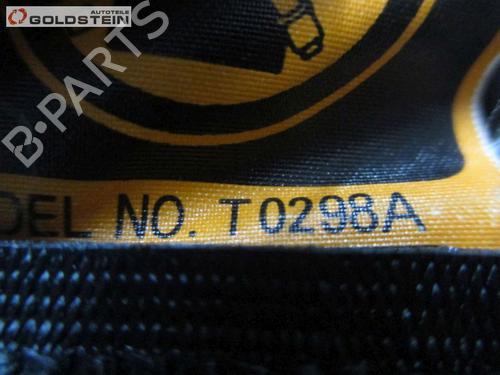 AUTOTEILE
GOLDSTEIN
B-PARTS
DEL NO. T0298A